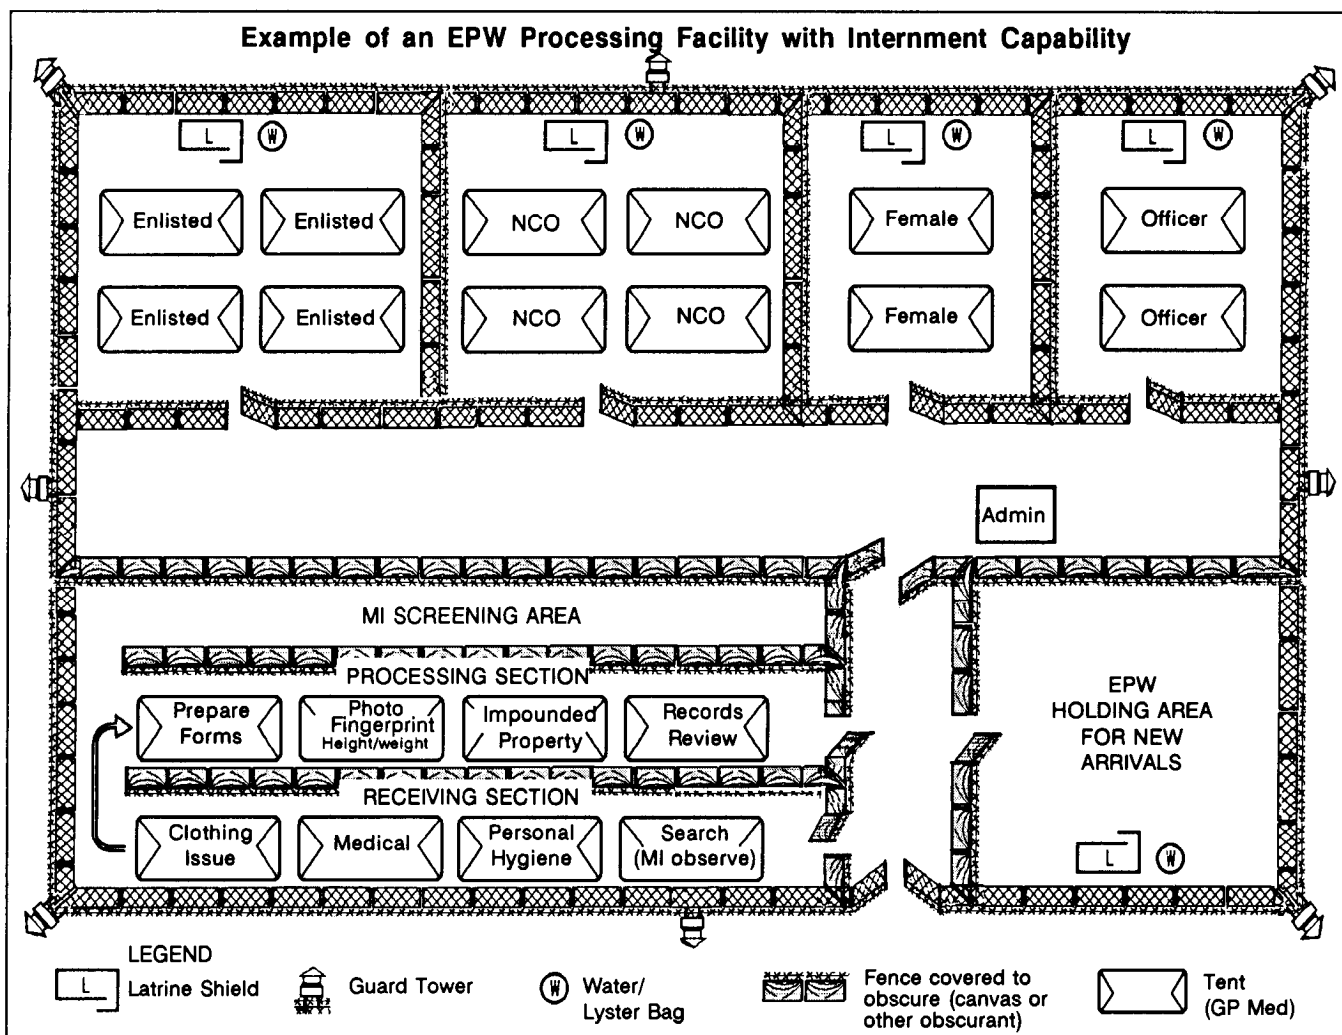 Example of an EPW Processing Facility with Internment Capability
L W L W L W L W
Enlisted Enlisted NCO NCO Female Officer
Enlisted Enlisted NCO NCO Female Officer
Admin
MI SCREENING AREA
PROCESSING SECTION
Prepare
Forms
Photo
Fingerprint
Height/weight
Impounded
Property
Records
Review
RECEIVING SECTION
Clothing
Issue
Medical
Personal
Hygiene
Search
(MI observe)
EPW
HOLDING AREA
FOR NEW
ARRIVALS
L W
LEGEND
L Latrine Shield
Guard Tower
W Water/
Lyster Bag
Fence covered to
obscure (canvas or
other obscurant)
Tent
(GP Med)